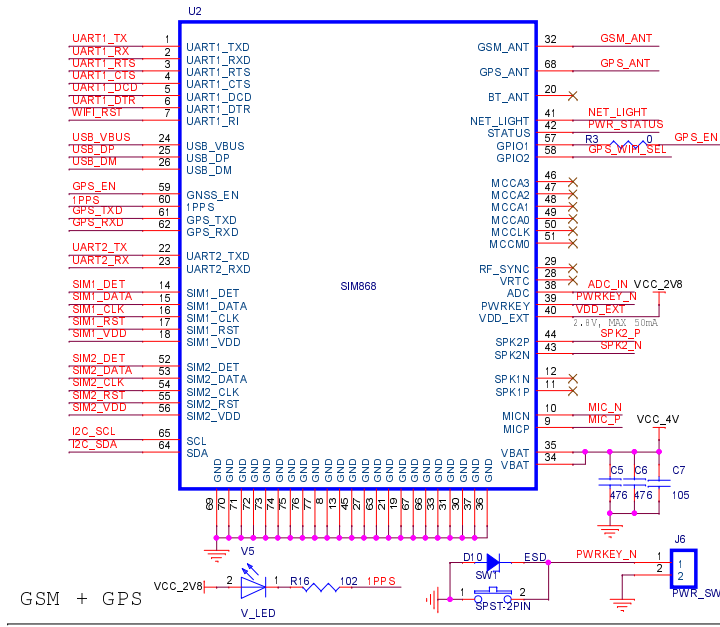 U2
UART1_TX 1 UART1_TXD
UART1_RX 2 UART1_RXD
UART1_RTS 3 UART1_RTS
UART1_CTS 4 UART1_CTS
UART1_DCD 5 UART1_DCD
UART1_DTR 6 UART1_DTR
WIFI_RST 7 UART1_RI
USB_VBUS 24 USB_VBUS
USB_DP 25 USB_DP
USB_DM 26 USB_DM
GPS_EN 59 GNSS_EN
1PPS 60 1PPS
GPS_TXD 61 GPS_TXD
GPS_RXD 62 GPS_RXD
UART2_TX 22 UART2_TXD
UART2_RX 23 UART2_RXD
SIM1_DET 14 SIM1_DET
SIM1_DATA 15 SIM1_DATA
SIM1_CLK 16 SIM1_CLK
SIM1_RST 17 SIM1_RST
SIM1_VDD 18 SIM1_VDD
SIM2_DET 52 SIM2_DET
SIM2_DATA 53 SIM2_DATA
SIM2_CLK 54 SIM2_CLK
SIM2_RST 55 SIM2_RST
SIM2_VDD 56 SIM2_VDD
I2C_SCL 65 SCL
I2C_SDA 64 SDA
SIM868
GSM_ANT 32 GSM_ANT
GPS_ANT 68 GPS_ANT
BT_ANT 20
NET_LIGHT 41 NET_LIGHT
STATUS 42 PWR_STATUS
GPIO1 57 R3 0 GPS_EN
GPIO2 58 GPS_WIFI_SEL
MCCA3 46
MCCA2 47
MCCA1 48
MCCA0 49
MCCLK 50
MCCM0 51
RF_SYNC 29
VRTC 28
ADC 38 ADC_IN VCC_2V8
PWRKEY 39 PWRKEY_N
VDD_EXT 40 VDD_EXT
2.8V, MAX 50mA
SPK2P 44 SPK2_P
SPK2N 43 SPK2_N
SPK1N 12
SPK1P 11
MICN 10 MIC_N
MICP 9 MIC_P
VCC_4V
VBAT 35
VBAT 34
C5 C6 C7
476 476 105
GND GND GND GND GND GND GND GND GND GND GND GND GND GND GND GND GND GND GND GND GND GND GND
69 70 71 72 73 74 75 76 77 8 13 45 27 63 21 19 67 66 33 31 30 37 36
V5
VCC_2V8 2 1 R16 102 1PPS
V_LED
D10 ESD PWRKEY_N
SW1
1 2
SPST-2PIN
J6
1 1
2 2
PWR_SW
GSM + GPS